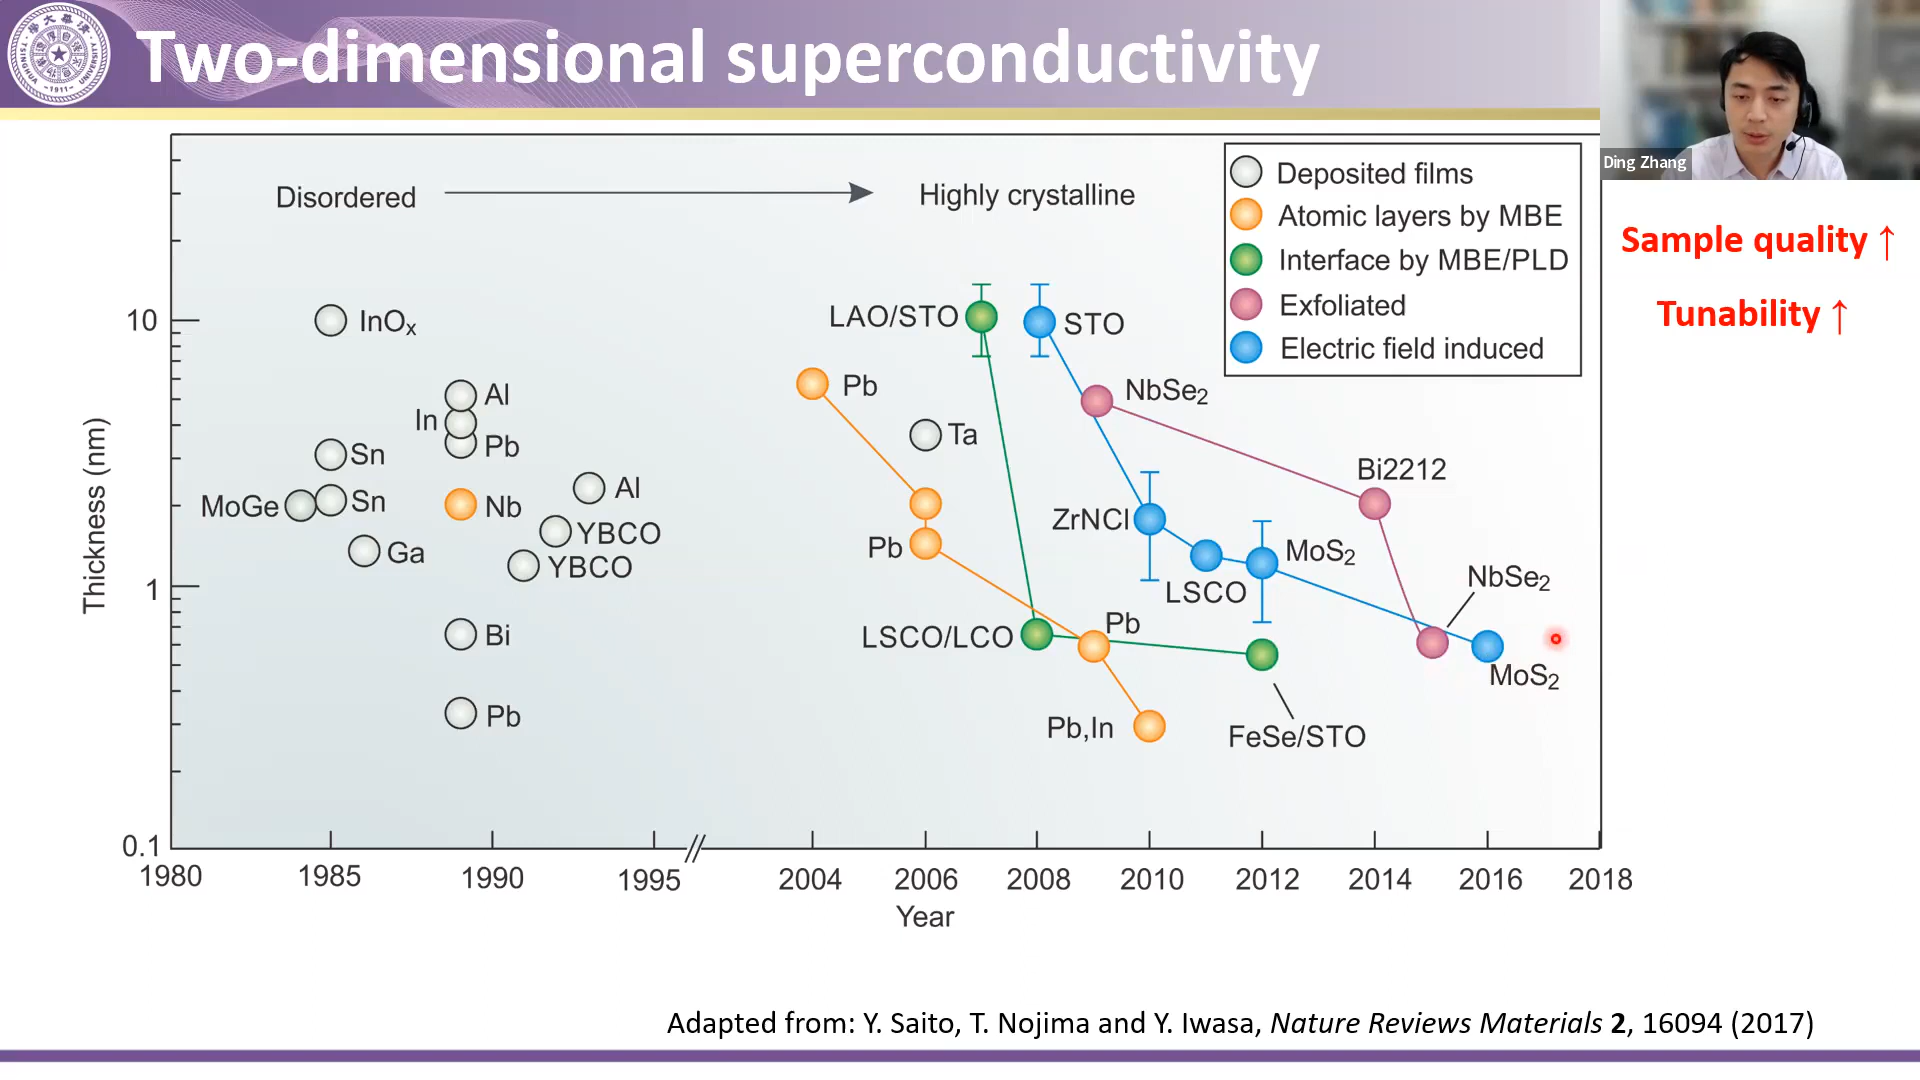 Two-dimensional superconductivity
TSINGHUA UNIVERSITY
1911
Ding Zhang
Sample quality ↑
Tunability ↑
Disordered
Highly crystalline
Deposited films
Atomic layers by MBE
Interface by MBE/PLD
Exfoliated
Electric field induced
Thickness (nm)
10
1
0.1
InOₓ
Al
In
Pb
Sn
MoGe
Sn
Nb
Al
Ga
YBCO
YBCO
Bi
Pb
LAO/STO
STO
Pb
Ta
NbSe₂
Bi2212
ZrNCl
Pb
MoS₂
LSCO
NbSe₂
LSCO/LCO
Pb
MoS₂
Pb,In
FeSe/STO
1980 1985 1990 1995 2004 2006 2008 2010 2012 2014 2016 2018
Year
Adapted from: Y. Saito, T. Nojima and Y. Iwasa, Nature Reviews Materials 2, 16094 (2017)